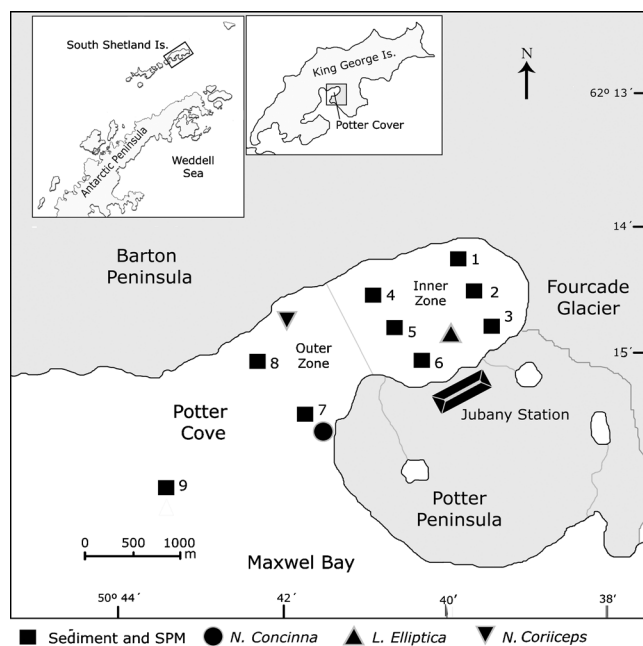 South Shetland Is.
Antarctic Peninsula
Weddell
Sea
King George Is.
Potter Cover
N
62º 13´
14´
15´
Barton
Peninsula
Fourcade
Glacier
Inner
Zone
1
2
3
4
5
6
Outer
Zone
8
7
Potter
Cove
Jubany Station
9
Potter
Peninsula
0 500 1000
m
Maxwel Bay
50º 44´ 42´ 40´ 38´
Sediment and SPM N. Concinna L. Elliptica N. Coriiceps